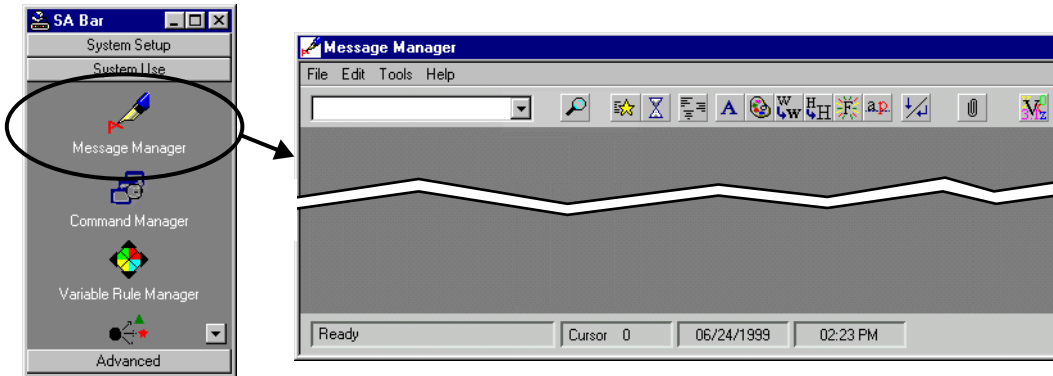 SA Bar
System Setup
System Use
Message Manager
Command Manager
Variable Rule Manager
Advanced
Message Manager
File Edit Tools Help
A W W H H F a.p.
Ready
Cursor 0
06/24/1999
02:23 PM